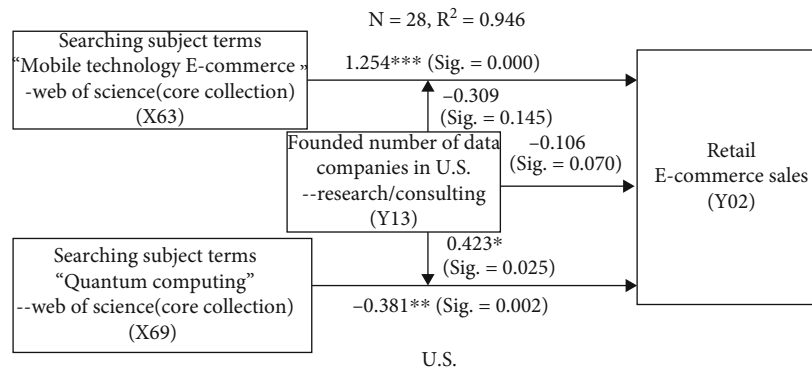 N = 28, R² = 0.946
Searching subject terms
“Mobile technology E-commerce ”
-web of science(core collection)
(X63)
1.254*** (Sig. = 0.000)
–0.309
(Sig. = 0.145)
Founded number of data
companies in U.S.
--research/consulting
(Y13)
–0.106
(Sig. = 0.070)
Retail
E-commerce sales
(Y02)
0.423*
(Sig. = 0.025)
Searching subject terms
“Quantum computing”
--web of science(core collection)
(X69)
–0.381** (Sig. = 0.002)
U.S.